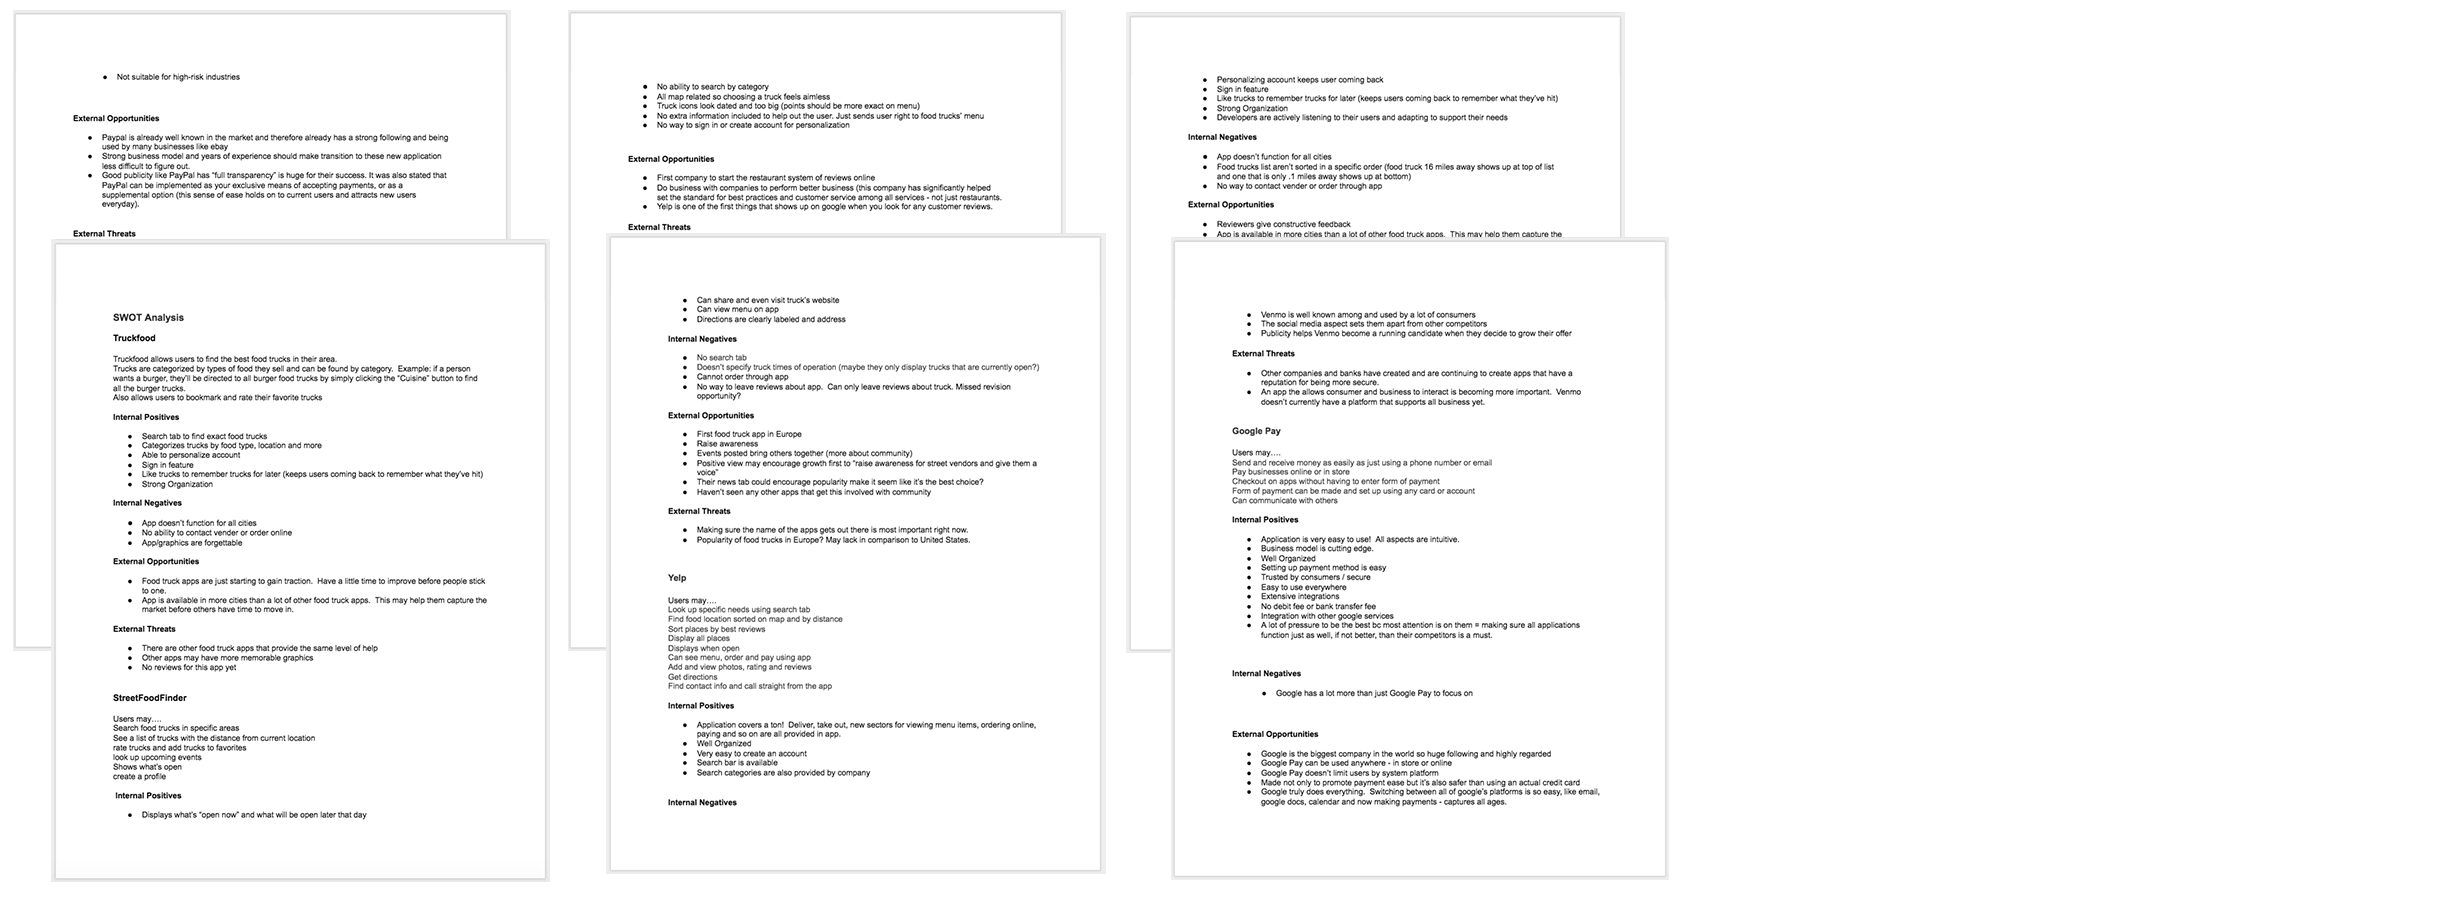 ● Not suitable for high-risk industries
External Opportunities
● Paypal is already well known in the market and therefore already has a strong following and being
used by many businesses like ebay
● Strong business model and years of experience should make transition to these new application
less difficult to figure out.
● Good publicity like PayPal has “full transparency” is huge for their success. It was also stated that
PayPal can be implemented as your exclusive means of accepting payments, or as a
supplemental option (this sense of ease holds on to current users and attracts new users
everyday).
External Threats
SWOT Analysis
Truckfood
Truckfood allows users to find the best food trucks in their area.
Trucks are categorized by types of food they sell and can be found by category.  Example: if a person
wants a burger, they’ll be directed to all burger food trucks by simply clicking the “Cuisine” button to find
all the burger trucks.
Also allows users to bookmark and rate their favorite trucks
Internal Positives
● Search tab to find exact food trucks
● Categorizes trucks by food type, location and more
● Able to personalize account
● Sign in feature
● Like trucks to remember trucks for later (keeps users coming back to remember what they’ve hit)
● Strong Organization
Internal Negatives
● App doesn’t function for all cities
● No ability to contact vender or order online
● App/graphics are forgettable
External Opportunities
● Food truck apps are just starting to gain traction.  Have a little time to improve before people stick
to one.
● App is available in more cities than a lot of other food truck apps.  This may help them capture the
market before others have time to move in.
External Threats
● There are other food truck apps that provide the same level of help
● Other apps may have more memorable graphics
● No reviews for this app yet
StreetFoodFinder
Users may….
Search food trucks in specific areas
See a list of trucks with the distance from current location
rate trucks and add trucks to favorites
look up upcoming events
Shows what’s open
create a profile
Internal Positives
● Displays what’s “open now” and what will be open later that day
● No ability to search by category
● All map related so choosing a truck feels aimless
● Truck icons look dated and too big (points should be more exact on menu)
● No extra information included to help out the user. Just sends user right to food trucks’ menu
● No way to sign in or create account for personalization
External Opportunities
● First company to start the restaurant system of reviews online
● Do business with companies to perform better business (this company has significantly helped
set the standard for best practices and customer service among all services - not just restaurants.
● Yelp is one of the first things that shows up on google when you look for any customer reviews.
External Threats
● Can share and even visit truck’s website
● Can view menu on app
● Directions are clearly labeled and address
Internal Negatives
● No search tab
● Doesn’t specify truck times of operation (maybe they only display trucks that are currently open?)
● Cannot order through app
● No way to leave reviews about app.  Can only leave reviews about truck. Missed revision
opportunity?
External Opportunities
● First food truck app in Europe
● Raise awareness
● Events posted bring others together (more about community)
● Positive view may encourage growth first to “raise awareness for street vendors and give them a
voice”
● Their news tab could encourage popularity make it seem like it’s the best choice?
● Haven’t seen any other apps that get this involved with community
External Threats
● Making sure the name of the apps gets out there is most important right now.
● Popularity of food trucks in Europe? May lack in comparison to United States.
Yelp
Users may….
Look up specific needs using search tab
Find food location sorted on map and by distance
Sort places by best reviews
Display all places
Displays when open
Can see menu, order and pay using app
Add and view photos, rating and reviews
Get directions
Find contact info and call straight from the app
Internal Positives
● Application covers a ton!  Deliver, take out, new sectors for viewing menu items, ordering online,
paying and so on are all provided in app.
● Well Organized
● Very easy to create an account
● Search bar is available
● Search categories are also provided by company
Internal Negatives
● Personalizing account keeps user coming back
● Sign in feature
● Like trucks to remember trucks for later (keeps users coming back to remember what they’ve hit)
● Strong Organization
● Developers are actively listening to their users and adapting to support their needs
Internal Negatives
● App doesn’t function for all cities
● Food trucks list aren’t sorted in a specific order (food truck 16 miles away shows up at top of list
and one that is only .1 miles away shows up at bottom)
● No way to contact vender or order through app
External Opportunities
● Reviewers give constructive feedback
● App is available in more cities than a lot of other food truck apps.  This may help them capture the
● Venmo is well known among and used by a lot of consumers
● The social media aspect sets them apart from other competitors
● Publicity helps Venmo become a running candidate when they decide to grow their offer
External Threats
● Other companies and banks have created and are continuing to create apps that have a
reputation for being more secure.
● An app the allows consumer and business to interact is becoming more important.  Venmo
doesn’t currently have a platform that supports all business yet.
Google Pay
Users may….
Send and receive money as easily as just using a phone number or email
Pay businesses online or in store
Checkout on apps without having to enter form of payment
Form of payment can be made and set up using any card or account
Can communicate with others
Internal Positives
● Application is very easy to use!  All aspects are intuitive.
● Business model is cutting edge.
● Well Organized
● Setting up payment method is easy
● Trusted by consumers / secure
● Easy to use everywhere
● Extensive integrations
● No debit fee or bank transfer fee
● Integration with other google services
● A lot of pressure to be the best bc most attention is on them = making sure all applications
function just as well, if not better, than their competitors is a must.
Internal Negatives
● Google has a lot more than just Google Pay to focus on
External Opportunities
● Google is the biggest company in the world so huge following and highly regarded
● Google Pay can be used anywhere - in store or online
● Google Pay doesn’t limit users by system platform
● Made not only to promote payment ease but it’s also safer than using an actual credit card
● Google truly does everything.  Switching between all of google’s platforms is so easy, like email,
google docs, calendar and now making payments - captures all ages.